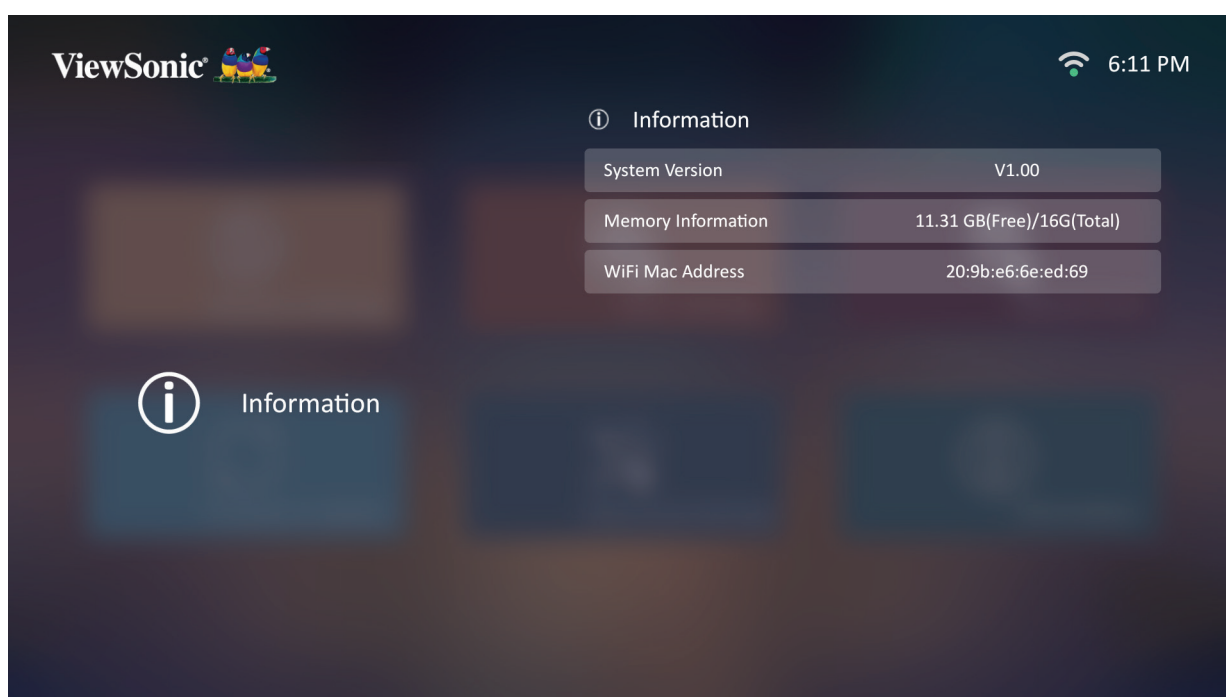 ViewSonic®
6:11 PM
Information
System Version V1.00
Memory Information 11.31 GB(Free)/16G(Total)
WiFi Mac Address 20:9b:e6:6e:ed:69
Information